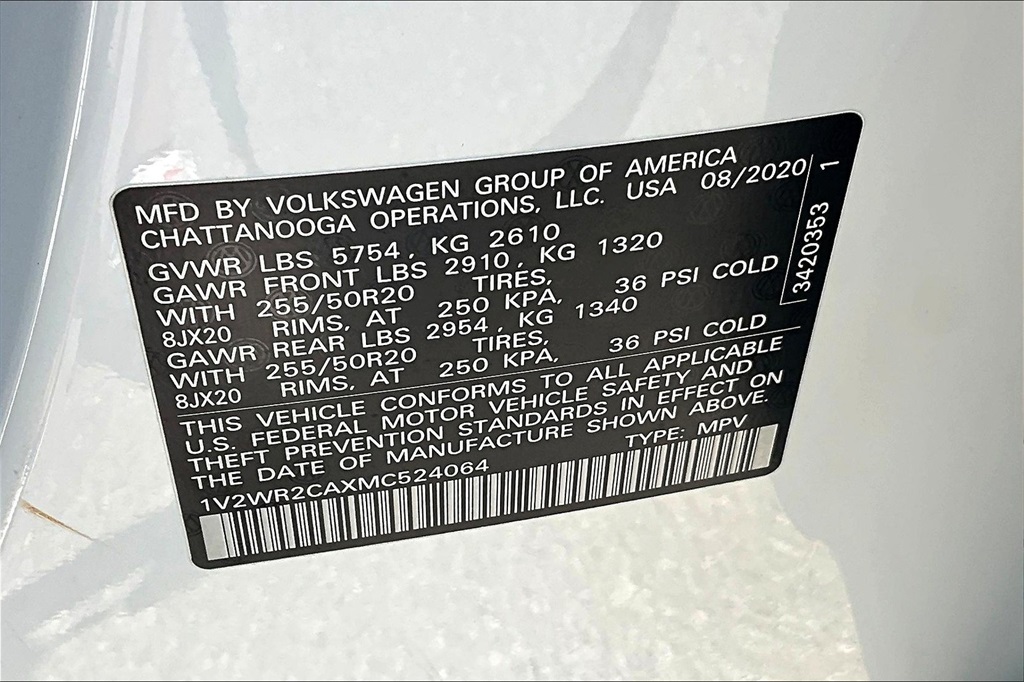 MFD BY VOLKSWAGEN GROUP OF AMERICA
CHATTANOOGA OPERATIONS, LLC. USA 08/2020
GVWR LBS 5754, KG 2610
GAWR FRONT LBS 2910, KG 1320
WITH 255/50R20 TIRES,
8JX20 RIMS, AT 250 KPA, 36 PSI COLD
GAWR REAR LBS 2954, KG 1340
WITH 255/50R20 TIRES,
8JX20 RIMS, AT 250 KPA, 36 PSI COLD
THIS VEHICLE CONFORMS TO ALL APPLICABLE
U.S. FEDERAL MOTOR VEHICLE SAFETY AND
THEFT PREVENTION STANDARDS IN EFFECT ON
THE DATE OF MANUFACTURE SHOWN ABOVE.
1V2WR2CAXMC524064 TYPE: MPV
3420353 1